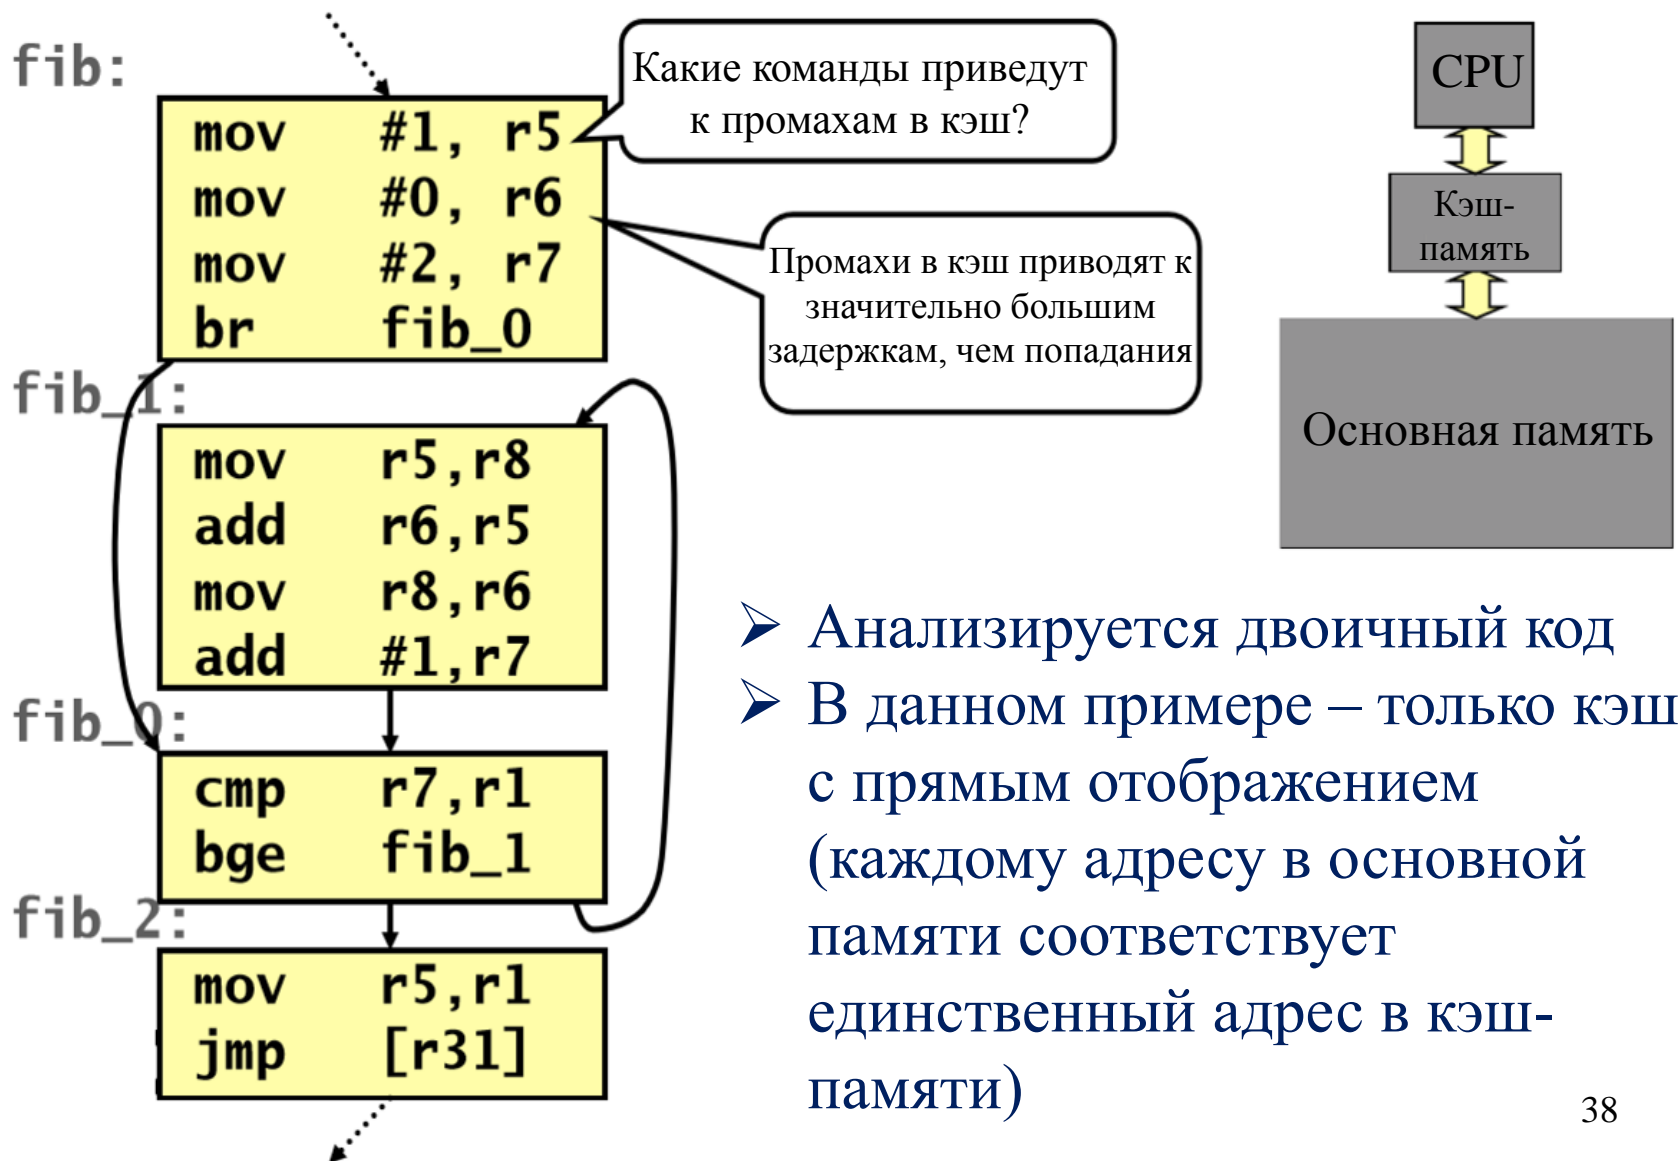 fib:
mov #1, r5
mov #0, r6
mov #2, r7
br fib_0
fib_1:
mov r5,r8
add r6,r5
mov r8,r6
add #1,r7
fib_0:
cmp r7,r1
bge fib_1
fib_2:
mov r5,r1
jmp [r31]
Какие команды приведут
к промахам в кэш?
Промахи в кэш приводят к
значительно большим
задержкам, чем попадания
CPU
Кэш-
память
Основная память
➢ Анализируется двоичный код
➢ В данном примере – только кэш
с прямым отображением
(каждому адресу в основной
памяти соответствует
единственный адрес в кэш-
памяти)
38